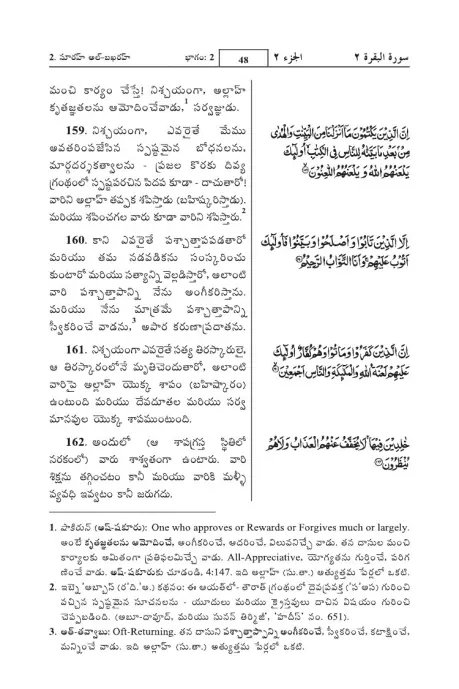 2. సూరహ్ అల్-బఖరహ్ భాగం: 2 48 الجزء ٢ سورة البقرة ٢
మంచి కార్యం చేస్తే! నిశ్చయంగా, అల్లాహ్
కృతజ్ఞతలను ఆమోదించేవాడు,1 సర్వజ్ఞుడు.
159. నిశ్చయంగా, ఎవరైతే మేము
అవతరింపజేసిన స్పష్టమైన బోధనలను,
మార్గదర్శకత్వాలను - ప్రజల కొరకు దివ్య
గ్రంథంలో స్పష్టపరచిన పిదప కూడా - దాచుతారో!
వారిని అల్లాహ్ తప్పక శపిస్తాడు (బహిష్కరిస్తాడు).
మరియు శపించగల వారు కూడా వారిని శపిస్తారు.2
إِنَّ الَّذِينَ يَكْتُمُونَ مَا أَنْزَلْنَا مِنَ الْبَيِّنٰتِ وَالْهُدٰى
مِنْ بَعْدِ مَا بَيَّنّٰهُ لِلنَّاسِ فِي الْكِتٰبِ أُولٰٓئِكَ
يَلْعَنُهُمُ اللّٰهُ وَيَلْعَنُهُمُ اللّٰعِنُونَ
160. కాని ఎవరైతే పశ్చాత్తాపపడతారో
మరియు తమ నడవడికను సంస్కరించు
కుంటారో మరియు సత్యాన్ని వెల్లడిస్తారో, అలాంటి
వారి పశ్చాత్తాపాన్ని నేను అంగీకరిస్తాను.
మరియు నేను మాత్రమే పశ్చాత్తాపాన్ని
స్వీకరించే వాడను,3 అపార కరుణాప్రదాతను.
إِلَّا الَّذِينَ تَابُوا وَأَصْلَحُوا وَبَيَّنُوا فَأُولٰٓئِكَ
أَتُوبُ عَلَيْهِمْ وَأَنَا التَّوَّابُ الرَّحِيمُ
161. నిశ్చయంగా ఎవరైతే సత్య తిరస్కారులై,
ఆ తిరస్కారంలోనే మృతిచెందుతారో, అలాంటి
వారిపై అల్లాహ్ యొక్క శాపం (బహిష్కారం)
ఉంటుంది మరియు దేవదూతల మరియు సర్వ
మానవుల యొక్క శాపముంటుంది.
إِنَّ الَّذِينَ كَفَرُوا وَمَاتُوا وَهُمْ كُفَّارٌ أُولٰٓئِكَ
عَلَيْهِمْ لَعْنَةُ اللّٰهِ وَالْمَلٰٓئِكَةِ وَالنَّاسِ أَجْمَعِينَ
162. అందులో (ఆ శాపగ్రస్త స్థితిలో
నరకంలో) వారు శాశ్వతంగా ఉంటారు. వారి
శిక్షను తగ్గించటం కానీ మరియు వారికి మళ్ళీ
వ్యవధి ఇవ్వటం కానీ జరుగదు.
خٰلِدِينَ فِيهَا لَا يُخَفَّفُ عَنْهُمُ الْعَذَابُ وَلَا هُمْ
يُنْظَرُونَ
1. షాకిరున్ (అష్-షకూరు): One who approves or Rewards or Forgives much or largely.
అంటే కృతజ్ఞతలను ఆమోదించే, అంగీకరించే, ఆదరించే, విలువనిచ్చే వాడు. తన దాసుల మంచి
కార్యాలకు అమితంగా ప్రతిఫలమిచ్చే వాడు. All-Appreciative, యోగ్యతను గుర్తించే, పరిగ
ణించే వాడు. అష్-షకూరుకు చూడండి, 4:147. ఇది అల్లాహ్ (సు.తా.) అత్యుత్తమ పేర్లలో ఒకటి.
2. ఇబ్నె 'అబ్బాస్ (ర'ది.'అ.) కథనం: ఈ ఆయత్‌లో- తౌరాత్ గ్రంథంలో దైవప్రవక్త ('స'అస) గురించి
వచ్చిన స్పష్టమైన సూచనలను - యూదులు మరియు క్రైస్తవులు దాచిన విషయం గురించి
చెప్పబడింది. (అబూ-దావూద్, మరియు సునన్ తిర్మిజీ', 'హదీస్' నం. 651).
3. అత్-తవ్వాబు: Oft-Returning. తన దాసుని పశ్చాత్తాపాన్ని అంగీకరించే, స్వీకరించే, కటాక్షించే,
మన్నించే వాడు. ఇది అల్లాహ్ (సు.తా.) అత్యుత్తమ పేర్లలో ఒకటి.